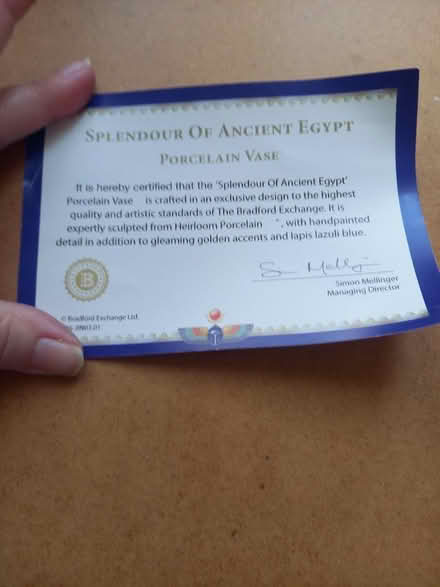 SPLENDOUR OF ANCIENT EGYPT
PORCELAIN VASE
It is hereby certified that the 'Splendour Of Ancient Egypt'
Porcelain Vase is crafted in an exclusive design to the highest
quality and artistic standards of The Bradford Exchange. It is
expertly sculpted from Heirloom Porcelain ", with handpainted
detail in addition to gleaming golden accents and lapis lazuli blue.
B
Simon Mellinger
Managing Director
© Bradford Exchange Ltd.